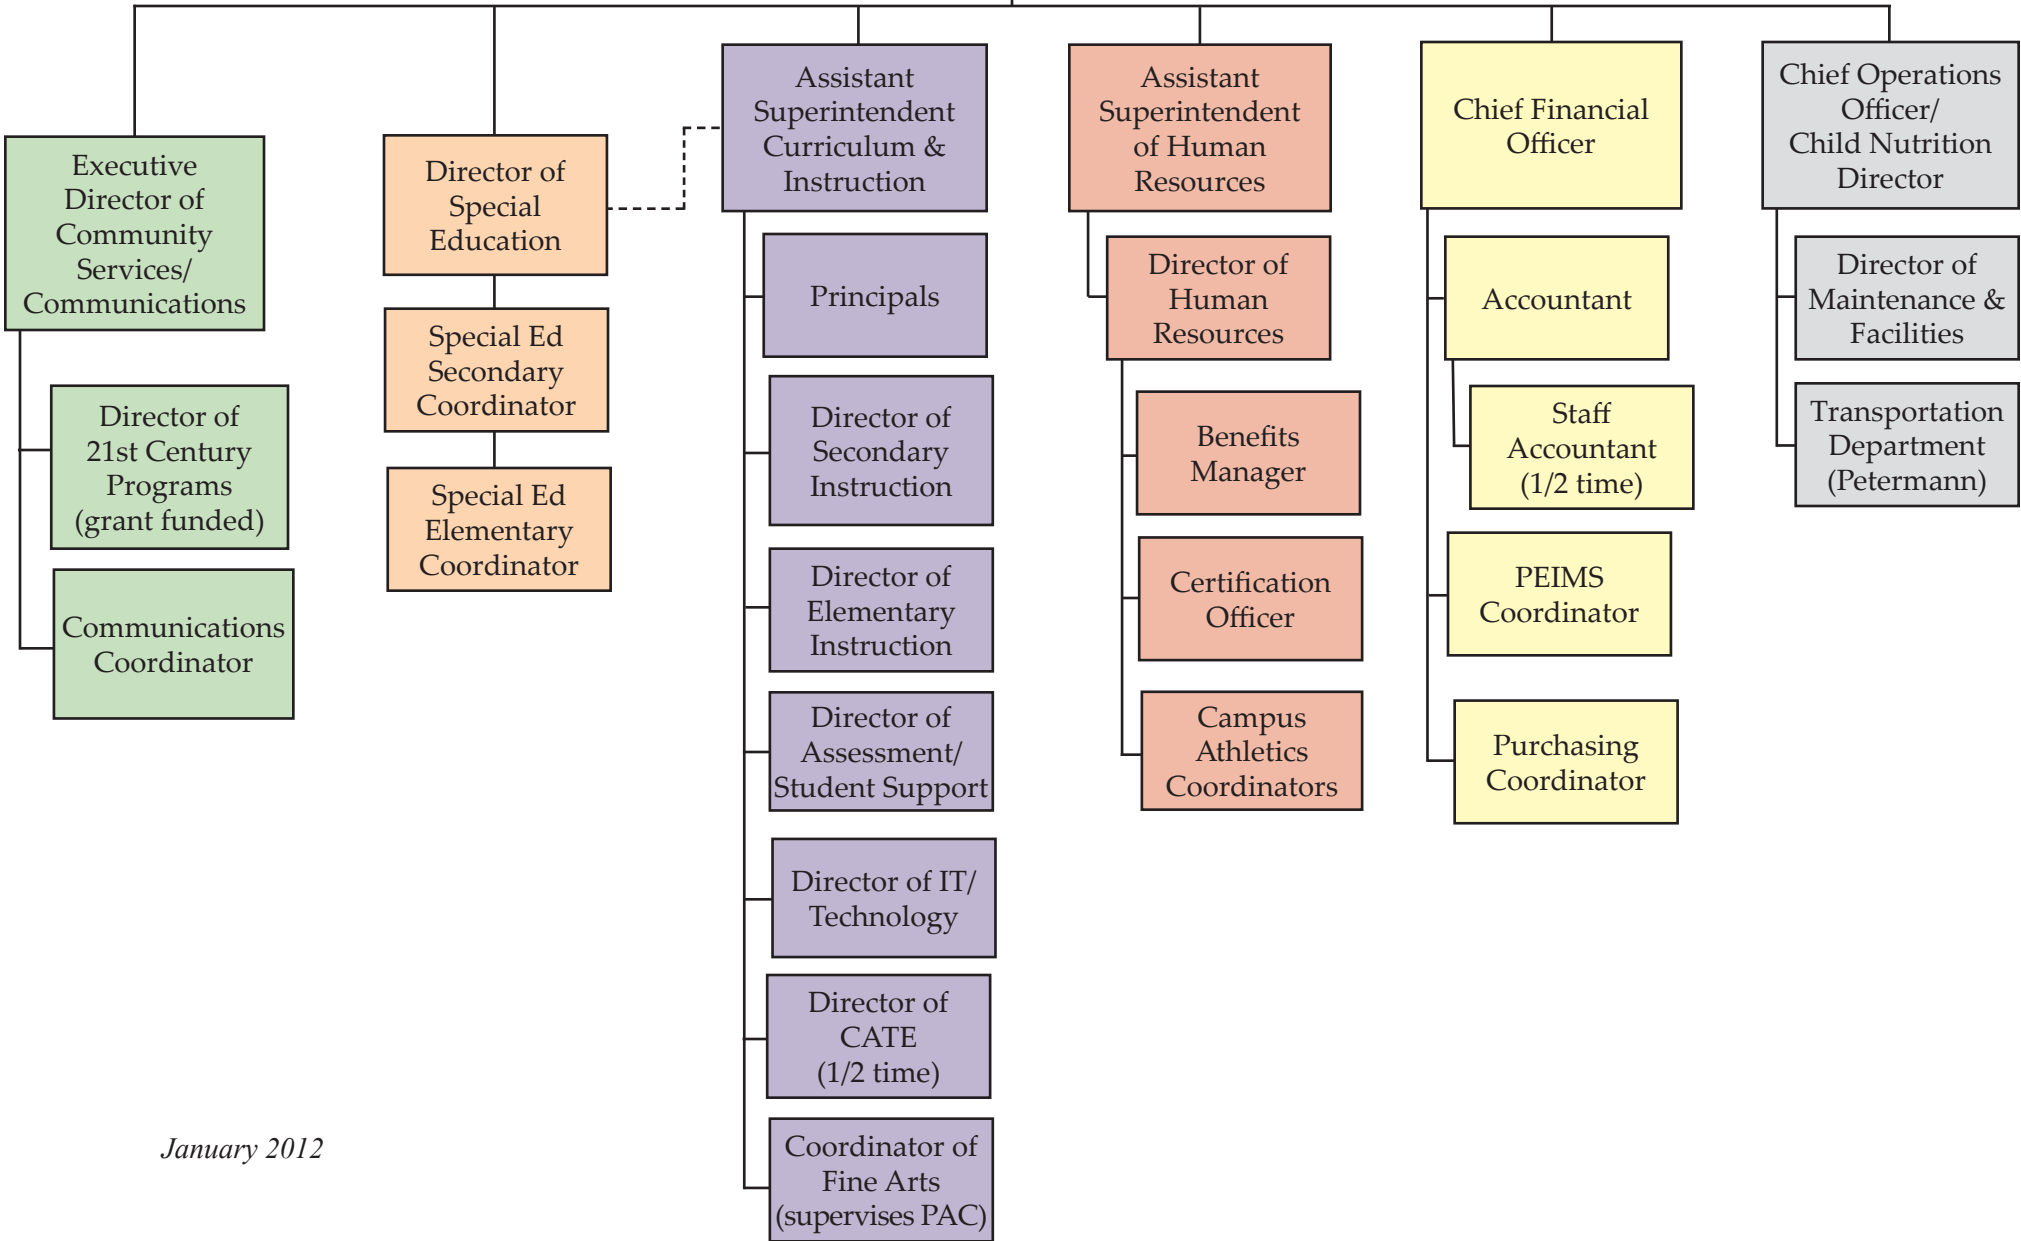 Executive
Director of
Community
Services/
Communications
Director of
21st Century
Programs
(grant funded)
Communications
Coordinator
Director of
Special
Education
Special Ed
Secondary
Coordinator
Special Ed
Elementary
Coordinator
Assistant
Superintendent
Curriculum &
Instruction
Principals
Director of
Secondary
Instruction
Director of
Elementary
Instruction
Director of
Assessment/
Student Support
Director of IT/
Technology
Director of
CATE
(1/2 time)
Coordinator of
Fine Arts
(supervises PAC)
Assistant
Superintendent
of Human
Resources
Director of
Human
Resources
Benefits
Manager
Certification
Officer
Campus
Athletics
Coordinators
Chief Financial
Officer
Accountant
Staff
Accountant
(1/2 time)
PEIMS
Coordinator
Purchasing
Coordinator
Chief Operations
Officer/
Child Nutrition
Director
Director of
Maintenance &
Facilities
Transportation
Department
(Petermann)
January 2012